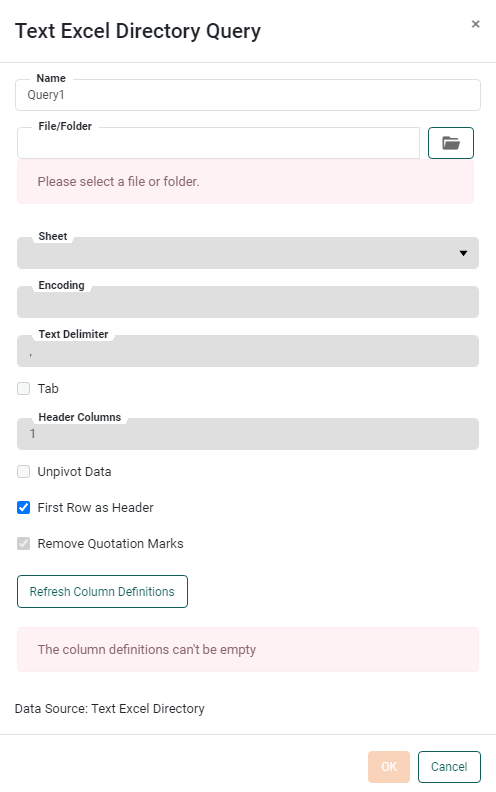 Text Excel Directory Query
×
Name
Query1
File/Folder
Please select a file or folder.
Sheet
Encoding
Text Delimiter
,
Tab
Header Columns
1
Unpivot Data
First Row as Header
Remove Quotation Marks
Refresh Column Definitions
The column definitions can't be empty
Data Source: Text Excel Directory
OK
Cancel